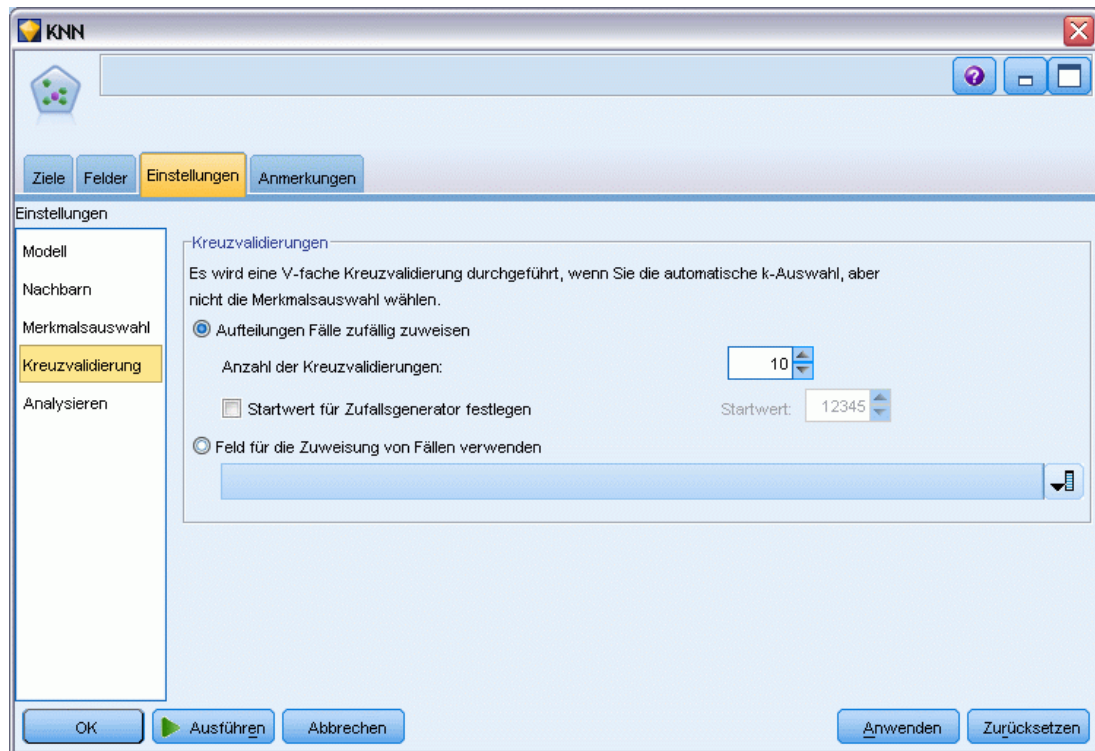 KNN
Ziele Felder Einstellungen Anmerkungen
Einstellungen
Modell
Nachbarn
Merkmalsauswahl
Kreuzvalidierung
Analysieren
Kreuzvalidierungen
Es wird eine V-fache Kreuzvalidierung durchgeführt, wenn Sie die automatische k-Auswahl, aber
nicht die Merkmalsauswahl wählen.
Aufteilungen Fälle zufällig zuweisen
Anzahl der Kreuzvalidierungen: 10
Startwert für Zufallsgenerator festlegen Startwert: 12345
Feld für die Zuweisung von Fällen verwenden
OK Ausführen Abbrechen Anwenden Zurücksetzen